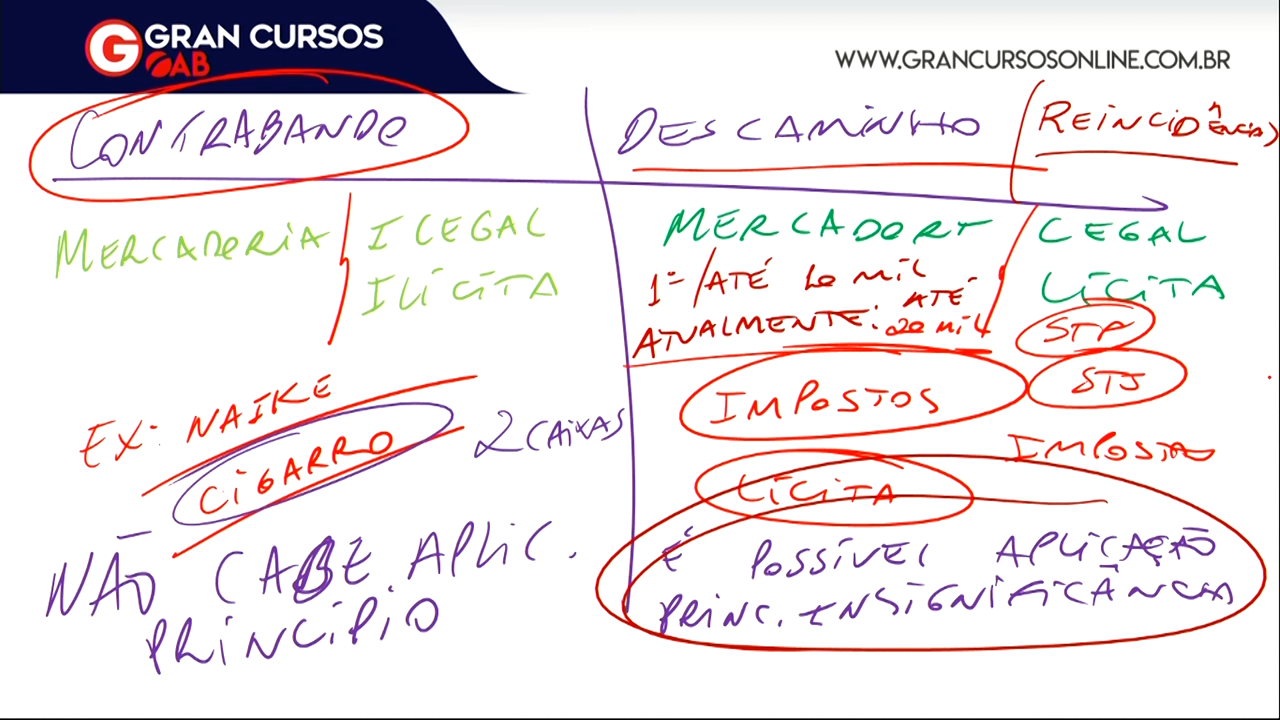 GRAN CURSOS
OAB
WWW.GRANCURSOSONLINE.COM.BR
CONTRABANDO
DESCAMINHO
REINCIDÊNCIA
MERCADORIA
ILEGAL
ILÍCITA
MERCADORI
LEGAL
LÍCITA
1º/ATÉ 10 MIL
ATUALMENTE: ATÉ
20 MIL
STF
STJ
IMPOSTOS
EX: NAIKE
CIGARRO
2 CAIXAS
IMPOSTO
LÍCITA
NÃO CABE APLIC.
PRINCÍPIO
É POSSÍVEL APLICAÇÃO
PRINC. INSIGNIFICÂNCIA